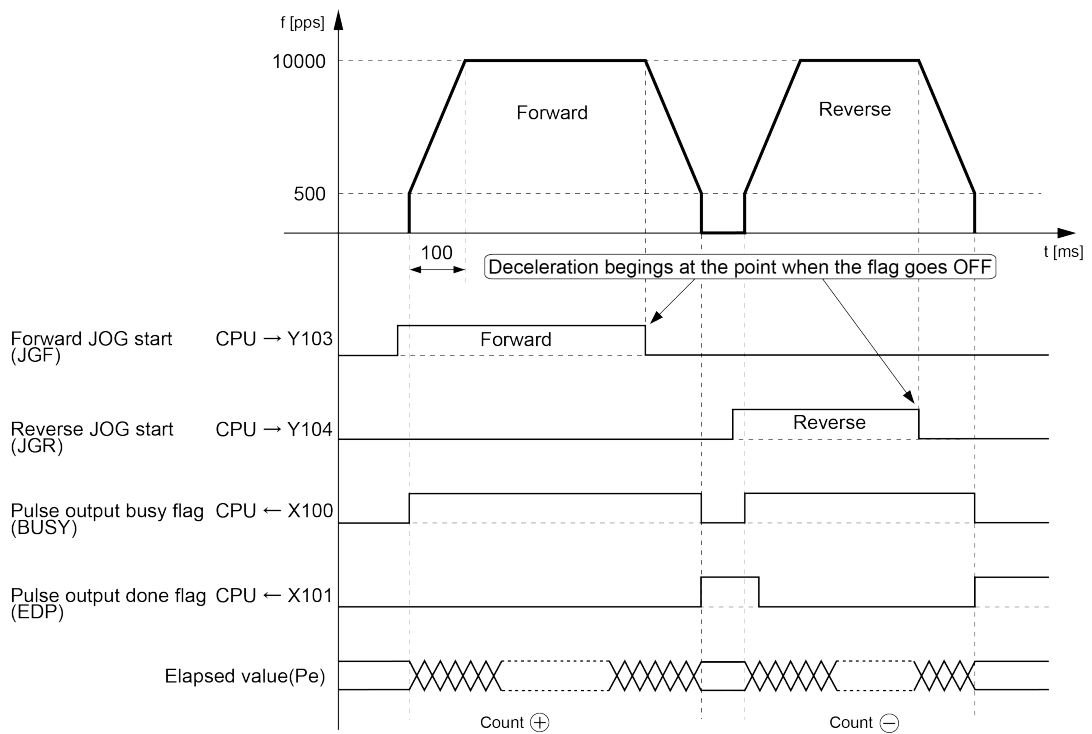 f [pps]
10000
Forward
Reverse
500
100
t [ms]
Deceleration begings at the point when the flag goes OFF
Forward JOG start CPU → Y103
(JGF)
Forward
Reverse JOG start CPU → Y104
(JGR)
Reverse
Pulse output busy flag CPU ← X100
(BUSY)
Pulse output done flag CPU ← X101
(EDP)
Elapsed value(Pe)
Count ⊕
Count ⊖